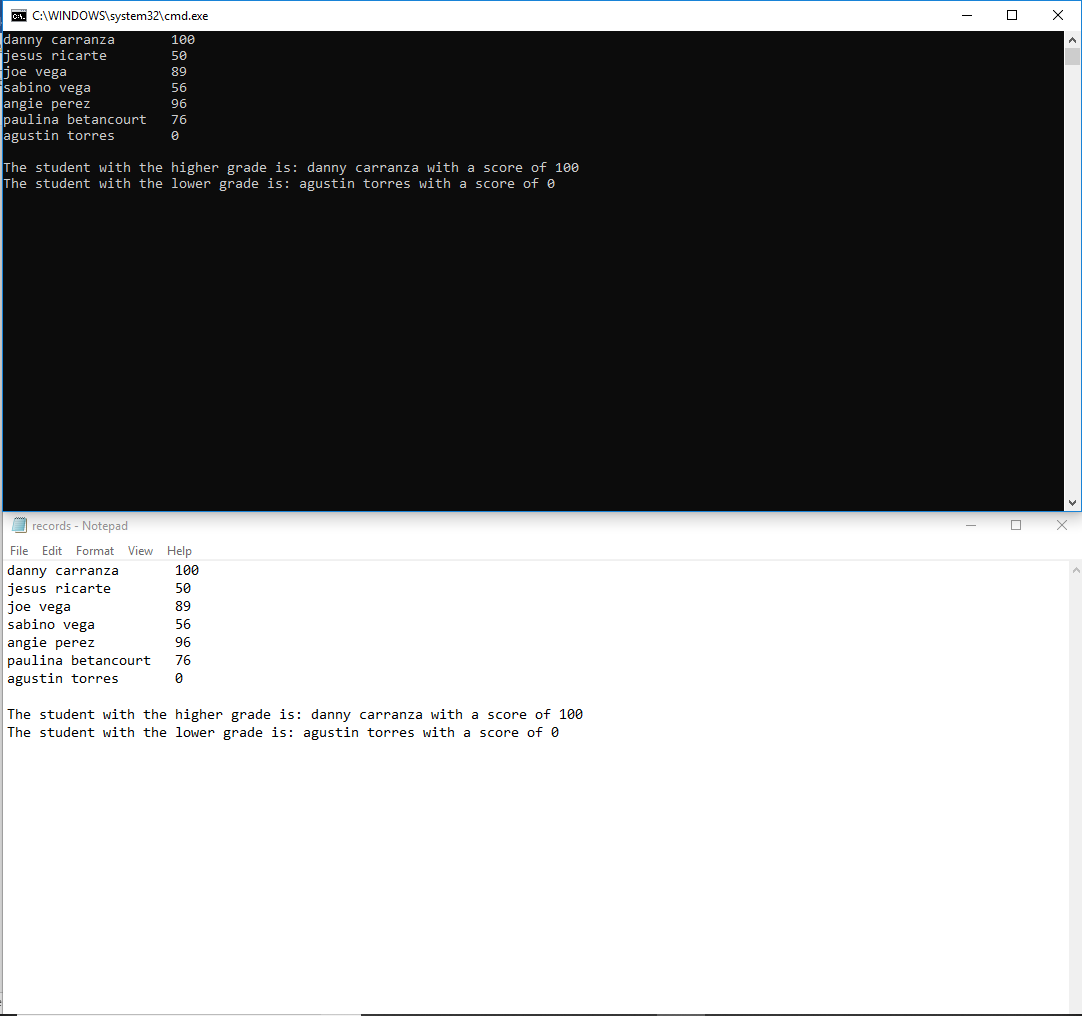 C:\WINDOWS\system32\cmd.exe
danny carranza       100
jesus ricarte        50
joe vega             89
sabino vega          56
angie perez          96
paulina betancourt   76
agustin torres       0

The student with the higher grade is: danny carranza with a score of 100
The student with the lower grade is: agustin torres with a score of 0
records - Notepad
File Edit Format View Help
danny carranza       100
jesus ricarte        50
joe vega             89
sabino vega          56
angie perez          96
paulina betancourt   76
agustin torres       0

The student with the higher grade is: danny carranza with a score of 100
The student with the lower grade is: agustin torres with a score of 0